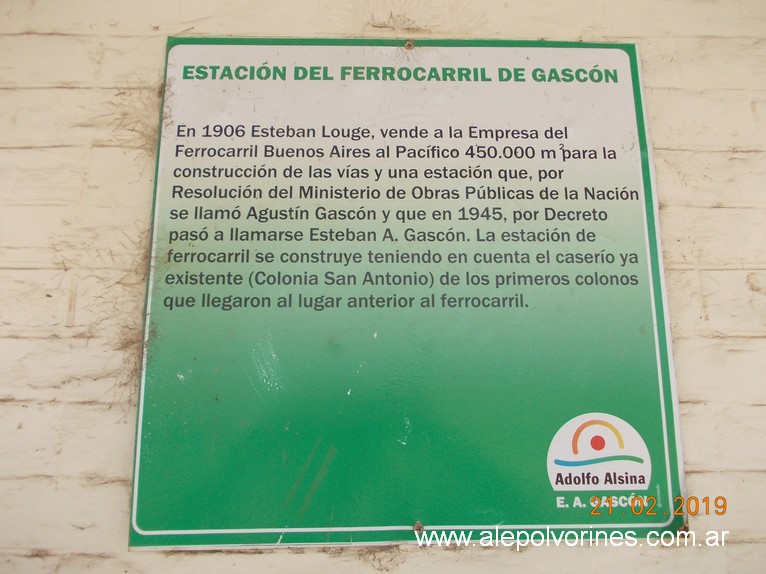 ESTACIÓN DEL FERROCARRIL DE GASCÓN
En 1906 Esteban Louge, vende a la Empresa del
Ferrocarril Buenos Aires al Pacífico 450.000 m² para la
construcción de las vías y una estación que, por
Resolución del Ministerio de Obras Públicas de la Nación
se llamó Agustín Gascón y que en 1945, por Decreto
pasó a llamarse Esteban A. Gascón. La estación de
ferrocarril se construye teniendo en cuenta el caserío ya
existente (Colonia San Antonio) de los primeros colonos
que llegaron al lugar anterior al ferrocarril.
Adolfo Alsina
E. A. GASCÓN
21.02.2019
www.alepolvorines.com.ar